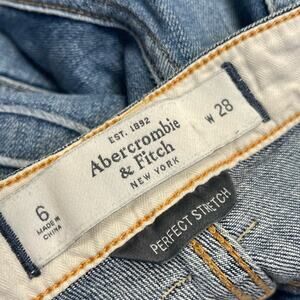 EST. 1892
Abercrombie
& Fitch
NEW YORK
W 28
6
MADE IN
CHINA
PERFECT STRETCH